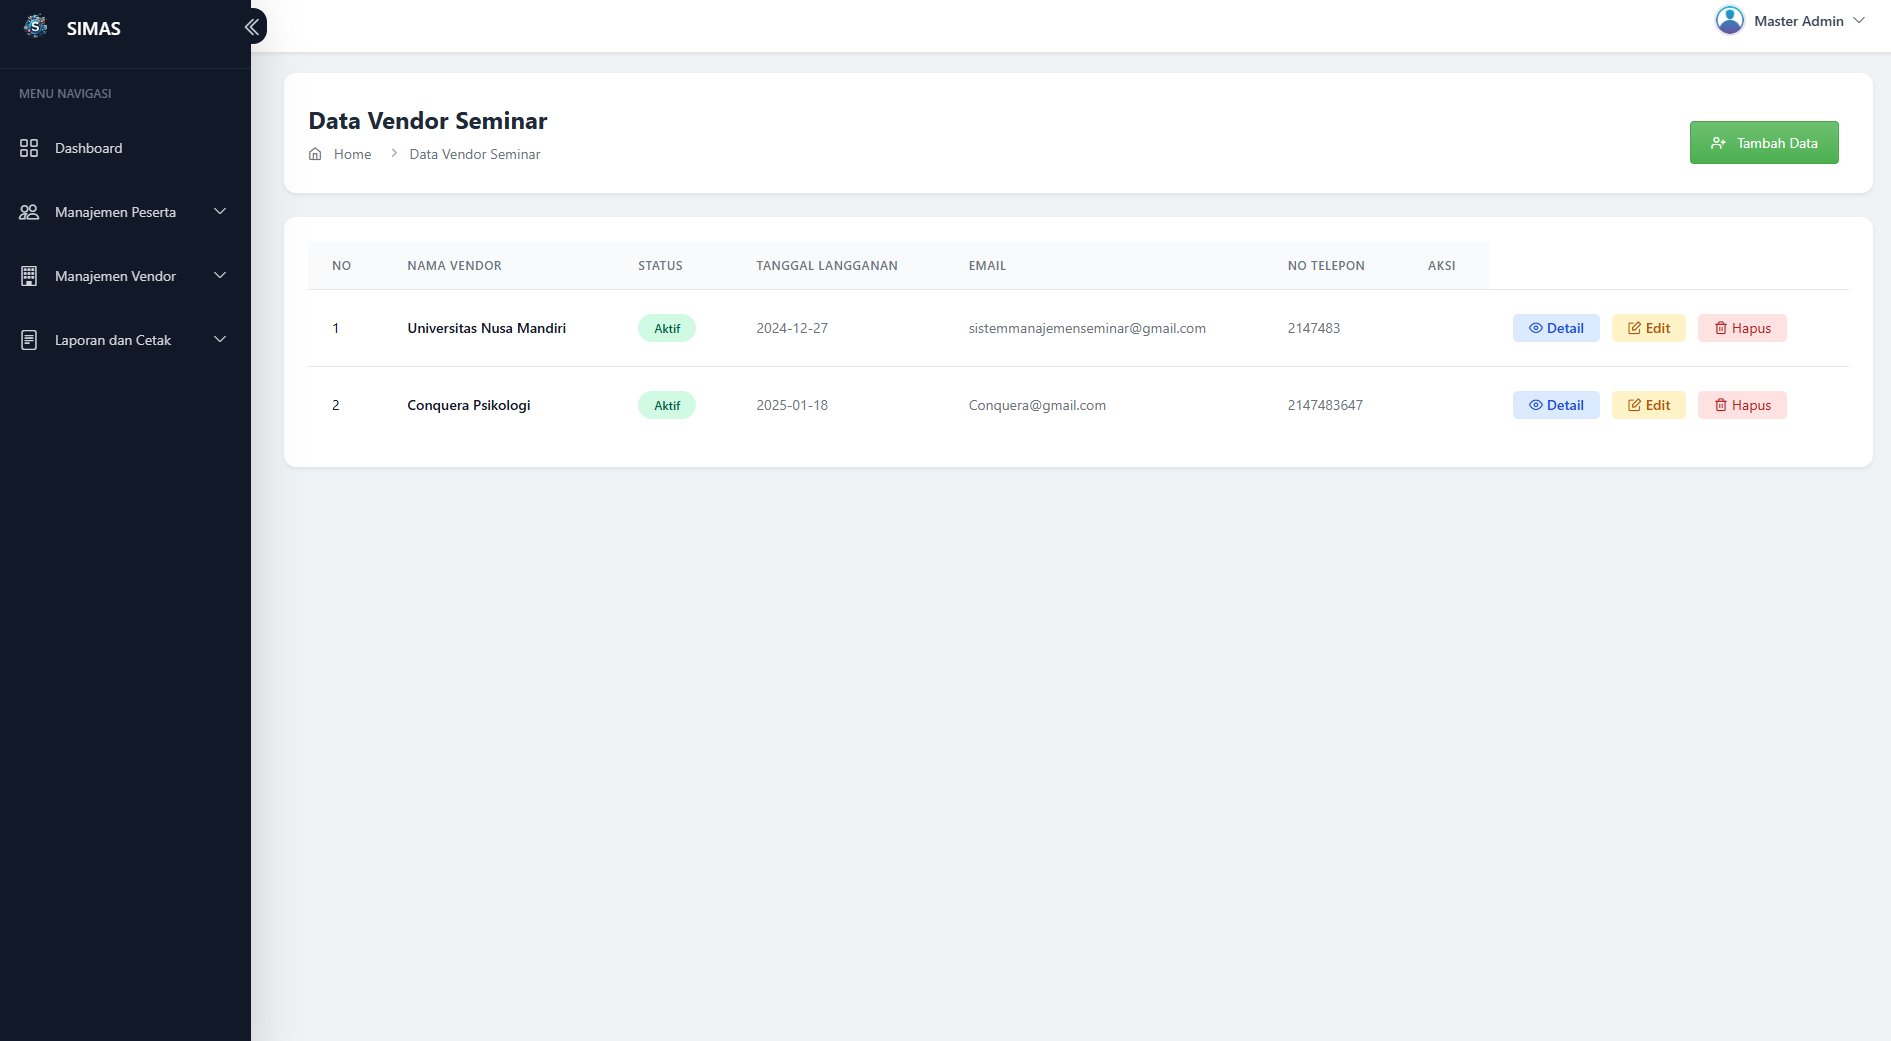 SIMAS
Master Admin
MENU NAVIGASI
Dashboard
Manajemen Peserta
Manajemen Vendor
Laporan dan Cetak
Data Vendor Seminar
Home > Data Vendor Seminar
Tambah Data
NO NAMA VENDOR STATUS TANGGAL LANGGANAN EMAIL NO TELEPON AKSI
1 Universitas Nusa Mandiri Aktif 2024-12-27 sistemmanajemenseminar@gmail.com 2147483 Detail Edit Hapus
2 Conquera Psikologi Aktif 2025-01-18 Conquera@gmail.com 2147483647 Detail Edit Hapus